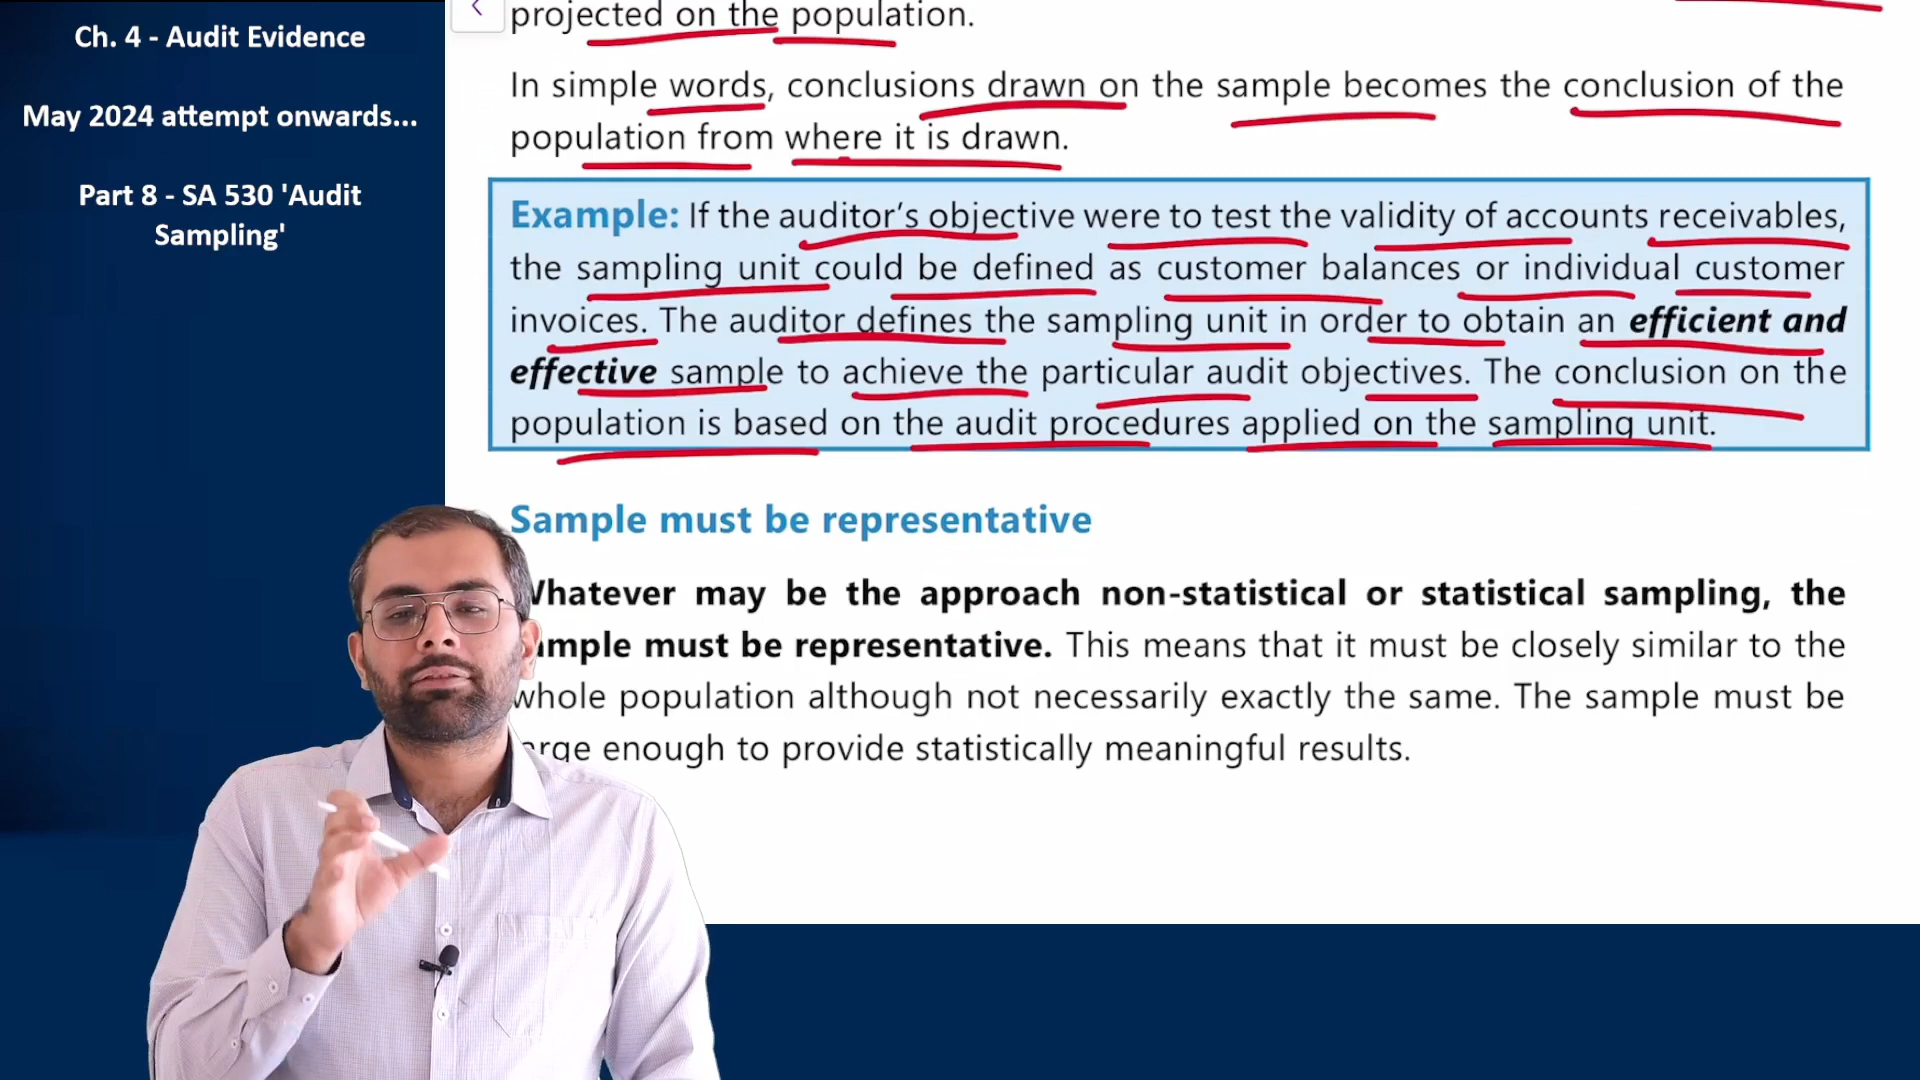 Ch. 4 - Audit Evidence
May 2024 attempt onwards...
Part 8 - SA 530 'Audit
Sampling'
projected on the population.
In simple words, conclusions drawn on the sample becomes the conclusion of the
population from where it is drawn.
Example: If the auditor’s objective were to test the validity of accounts receivables,
the sampling unit could be defined as customer balances or individual customer
invoices. The auditor defines the sampling unit in order to obtain an efficient and
effective sample to achieve the particular audit objectives. The conclusion on the
population is based on the audit procedures applied on the sampling unit.
Sample must be representative
Whatever may be the approach non-statistical or statistical sampling, the
sample must be representative. This means that it must be closely similar to the
whole population although not necessarily exactly the same. The sample must be
large enough to provide statistically meaningful results.